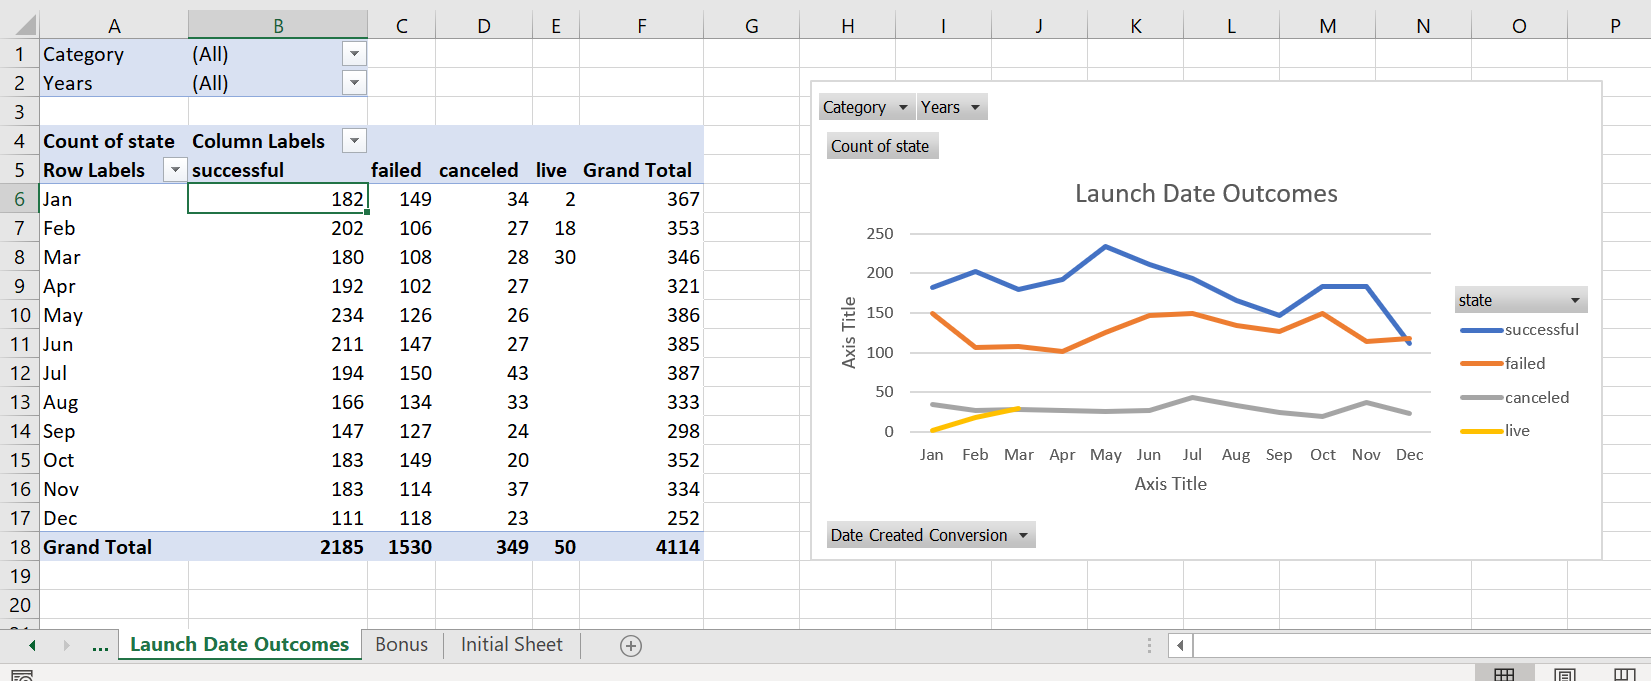 A B C D E F G H I J K L M N O P
1 Category (All)
2 Years (All)
3
4 Count of state Column Labels
5 Row Labels successful failed canceled live Grand Total
6 Jan 182 149 34 2 367
7 Feb 202 106 27 18 353
8 Mar 180 108 28 30 346
9 Apr 192 102 27 321
10 May 234 126 26 386
11 Jun 211 147 27 385
12 Jul 194 150 43 387
13 Aug 166 134 33 333
14 Sep 147 127 24 298
15 Oct 183 149 20 352
16 Nov 183 114 37 334
17 Dec 111 118 23 252
18 Grand Total 2185 1530 349 50 4114
19
20
Category Years
Count of state
Launch Date Outcomes
250
200
150
100
50
0
Axis Title
Jan Feb Mar Apr May Jun Jul Aug Sep Oct Nov Dec
Axis Title
state
successful
failed
canceled
live
Date Created Conversion
... Launch Date Outcomes Bonus Initial Sheet